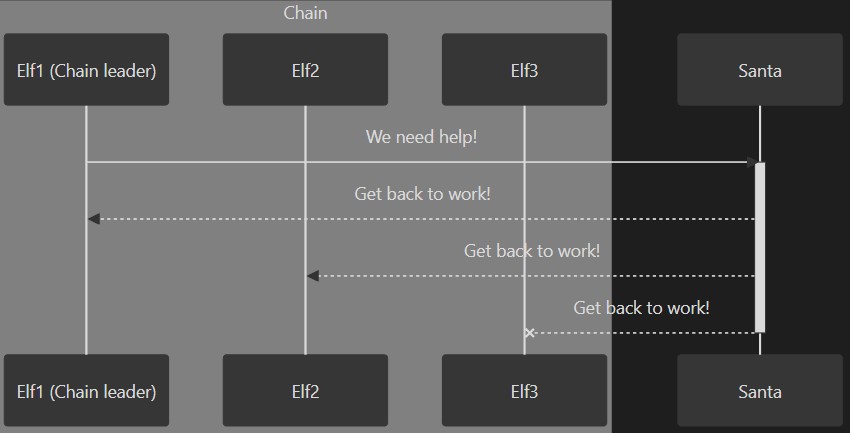 Chain
Elf1 (Chain leader)
Elf2
Elf3
Santa
We need help!
Get back to work!
Get back to work!
Get back to work!
Elf1 (Chain leader)
Elf2
Elf3
Santa